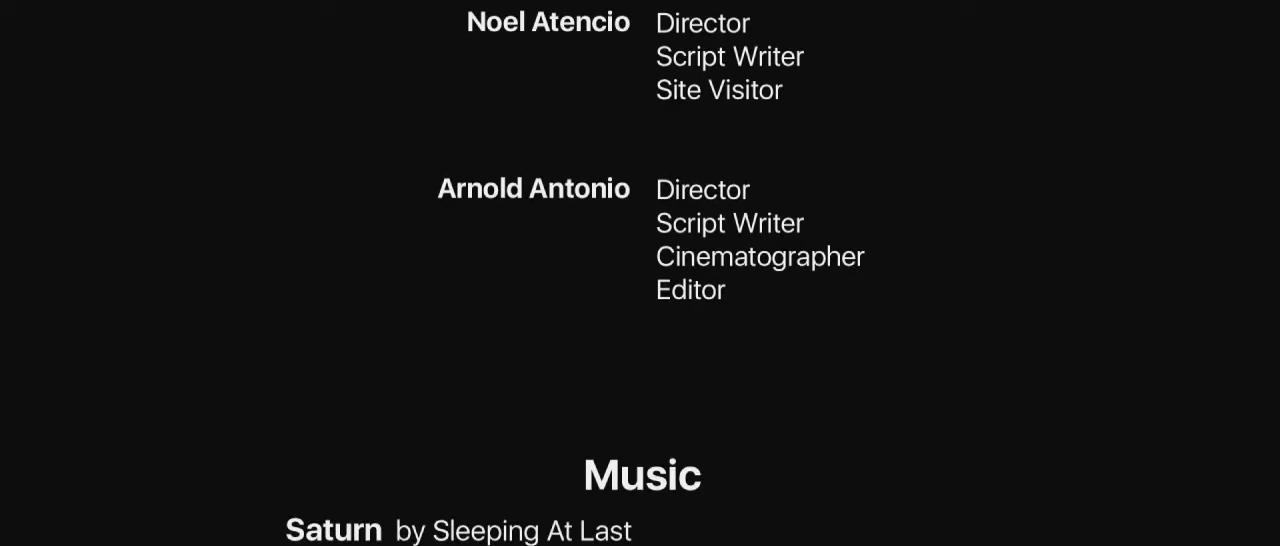 Noel Atencio Director
Script Writer
Site Visitor
Arnold Antonio Director
Script Writer
Cinematographer
Editor
Music
Saturn by Sleeping At Last